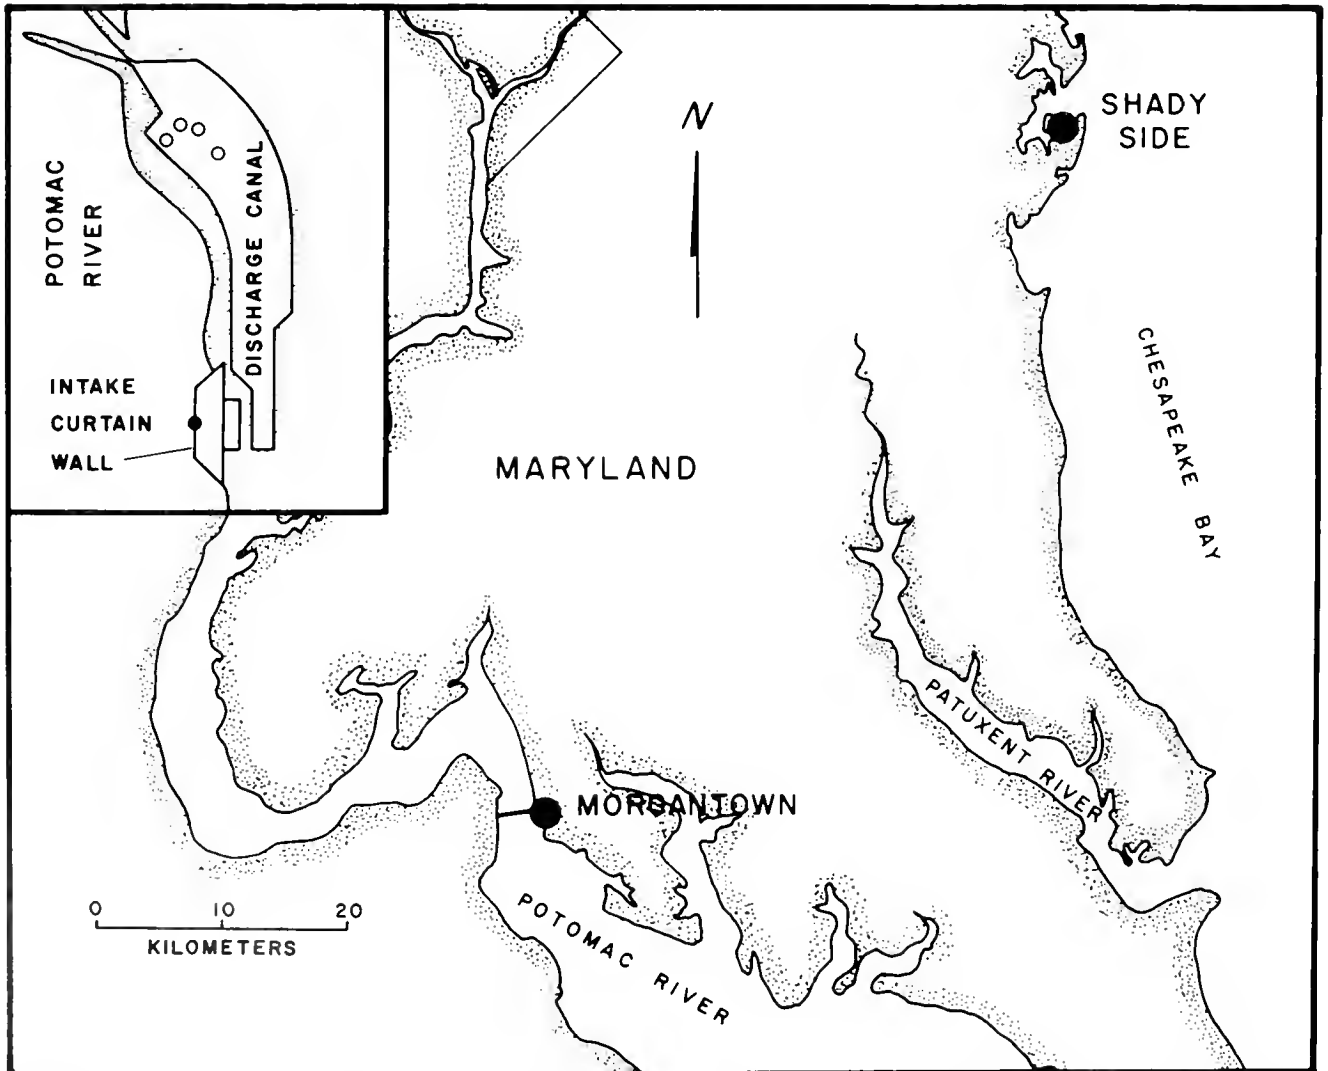 POTOMAC
RIVER
DISCHARGE CANAL
INTAKE
CURTAIN
WALL
N
SHADY
SIDE
CHESAPEAKE BAY
MARYLAND
PATUXENT RIVER
MORGANTOWN
POTOMAC RIVER
0 10 20
KILOMETERS